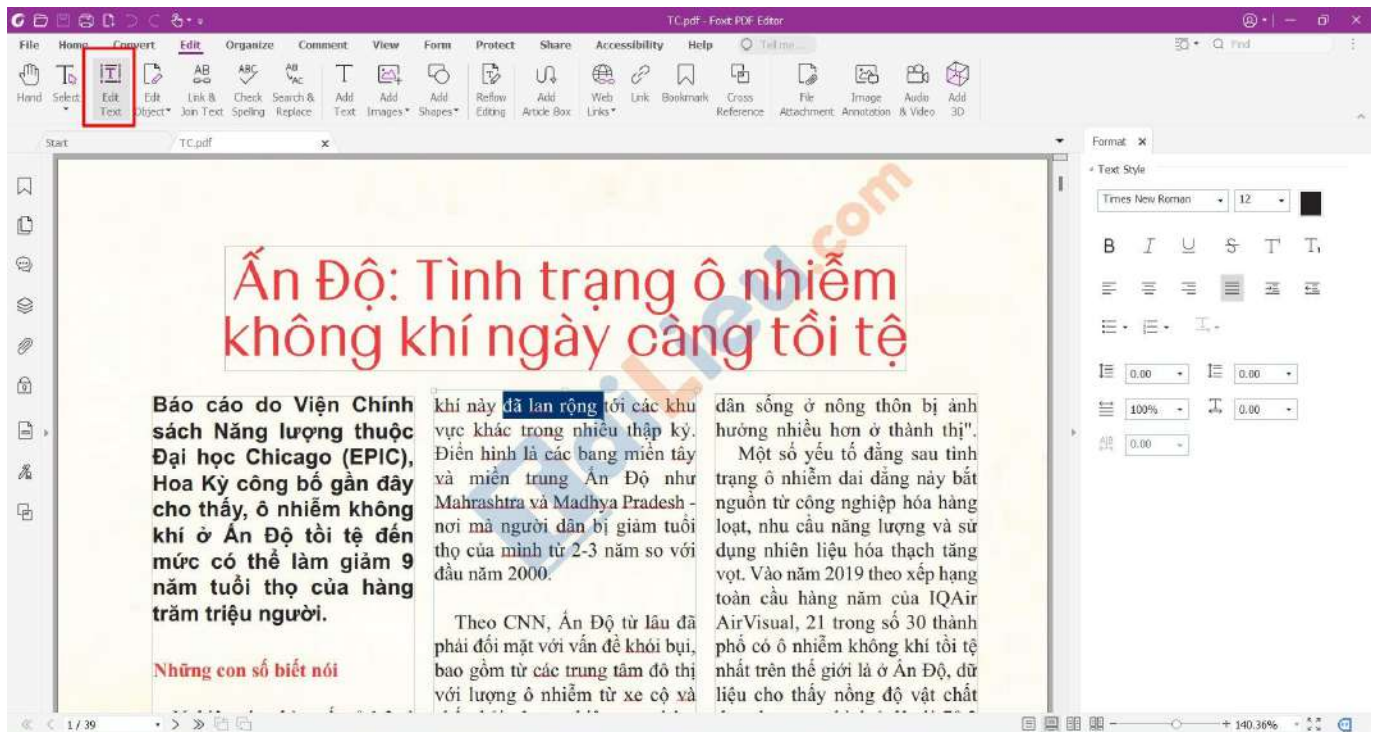 TC.pdf - Foxit PDF Editor
File Home Convert Edit Organize Comment View Form Protect Share Accessibility Help Tell me... Find
Hand Select Edit Text Edit Object Link & Join Text Check Spelling Search & Replace Add Text Add Images Add Shapes Reflow Editing Add Article Box Web Links Link Bookmark Cross Reference File Attachment Image Annotation Audio & Video Add 3D
Start TC.pdf Format
Text Style
Times New Roman 12
0.00 0.00
100% 0.00
0.00
TaiLieu.com
Ấn Độ: Tình trạng ô nhiễm
không khí ngày càng tồi tệ
Báo cáo do Viện Chính
sách Năng lượng thuộc
Đại học Chicago (EPIC),
Hoa Kỳ công bố gần đây
cho thấy, ô nhiễm không
khí ở Ấn Độ tồi tệ đến
mức có thể làm giảm 9
năm tuổi thọ của hàng
trăm triệu người.
Những con số biết nói
khí này đã lan rộng tới các khu
vực khác trong nhiều thập kỷ.
Điển hình là các bang miền tây
và miền trung Ấn Độ như
Mahrashtra và Madhya Pradesh -
nơi mà người dân bị giảm tuổi
thọ của mình từ 2-3 năm so với
đầu năm 2000.
Theo CNN, Ấn Độ từ lâu đã
phải đối mặt với vấn đề khói bụi,
bao gồm từ các trung tâm đô thị
với lượng ô nhiễm từ xe cộ và
dân sống ở nông thôn bị ảnh
hưởng nhiều hơn ở thành thị".
Một số yếu tố đằng sau tình
trạng ô nhiễm dai dẳng này bắt
nguồn từ công nghiệp hóa hàng
loạt, nhu cầu năng lượng và sử
dụng nhiên liệu hóa thạch tăng
vọt. Vào năm 2019 theo xếp hạng
toàn cầu hàng năm của IQAir
AirVisual, 21 trong số 30 thành
phố có ô nhiễm không khí tồi tệ
nhất trên thế giới là ở Ấn Độ, dữ
liệu cho thấy nồng độ vật chất
1 / 39 140.36%